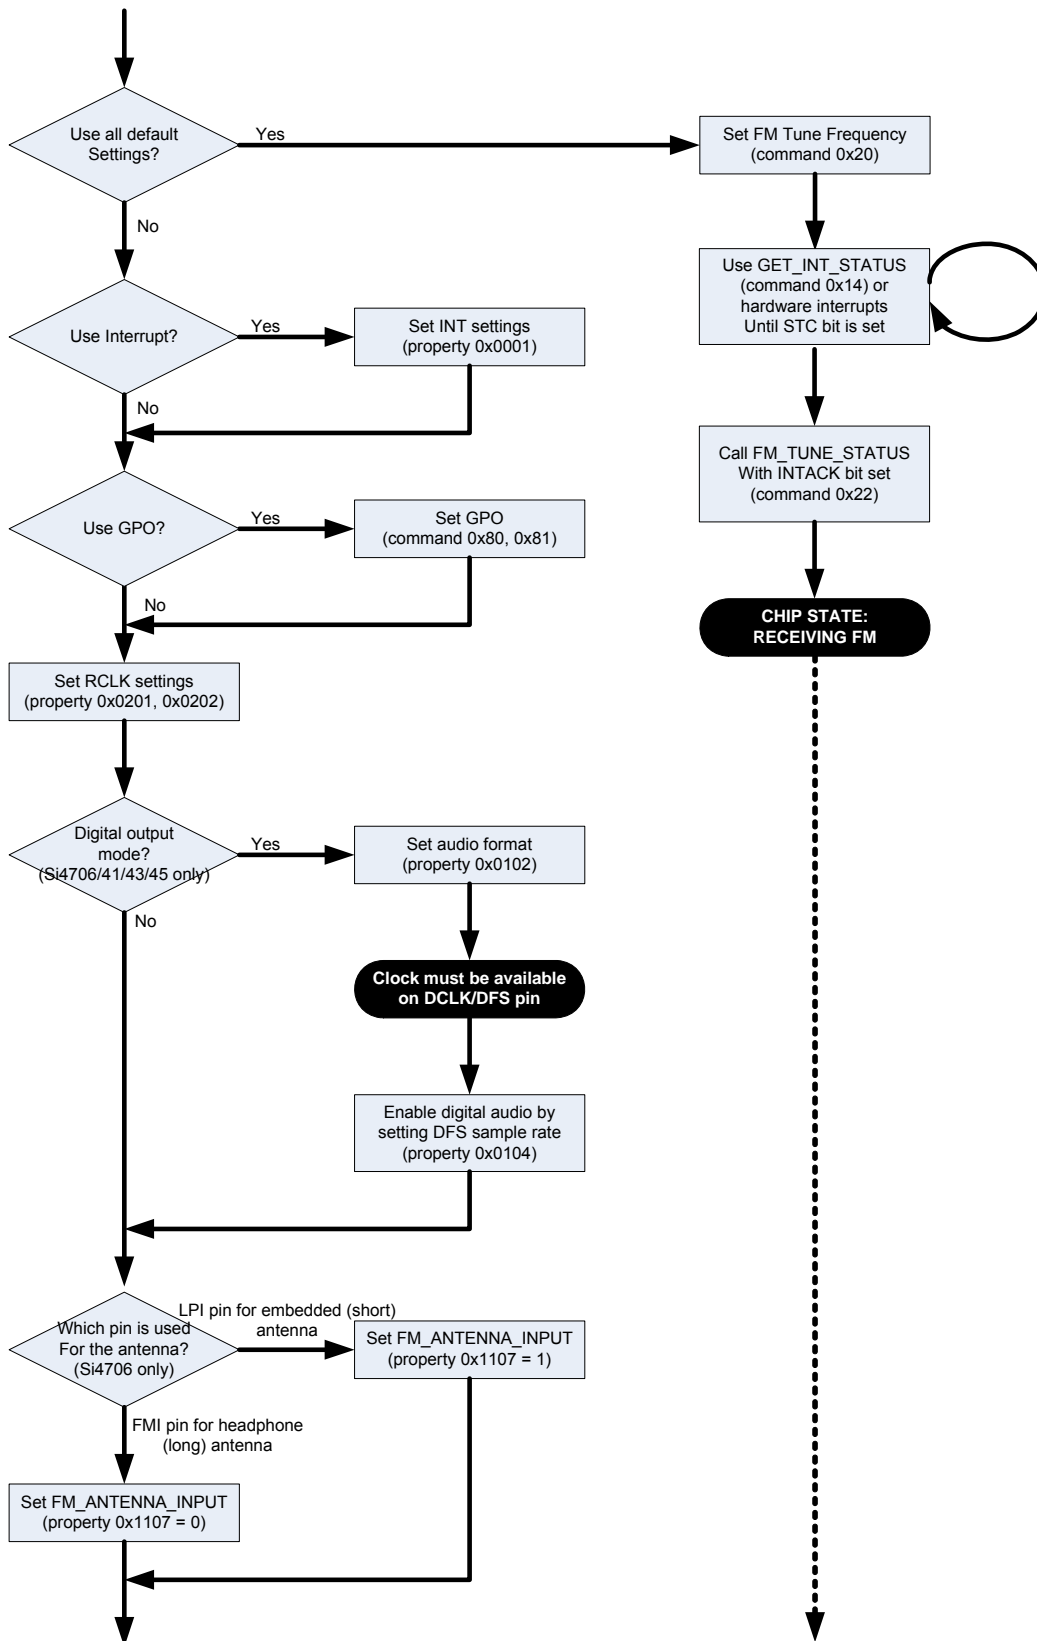 Use all default
Settings?
Yes
Set FM Tune Frequency
(command 0x20)
No
Use GET_INT_STATUS
(command 0x14) or
hardware interrupts
Until STC bit is set
Use Interrupt?
Yes
Set INT settings
(property 0x0001)
No
Call FM_TUNE_STATUS
With INTACK bit set
(command 0x22)
Use GPO?
Yes
Set GPO
(command 0x80, 0x81)
No
CHIP STATE:
RECEIVING FM
Set RCLK settings
(property 0x0201, 0x0202)
Digital output
mode?
(Si4706/41/43/45 only)
Yes
Set audio format
(property 0x0102)
No
Clock must be available
on DCLK/DFS pin
Enable digital audio by
setting DFS sample rate
(property 0x0104)
Which pin is used
For the antenna?
(Si4706 only)
LPI pin for embedded (short)
antenna
Set FM_ANTENNA_INPUT
(property 0x1107 = 1)
FMI pin for headphone
(long) antenna
Set FM_ANTENNA_INPUT
(property 0x1107 = 0)